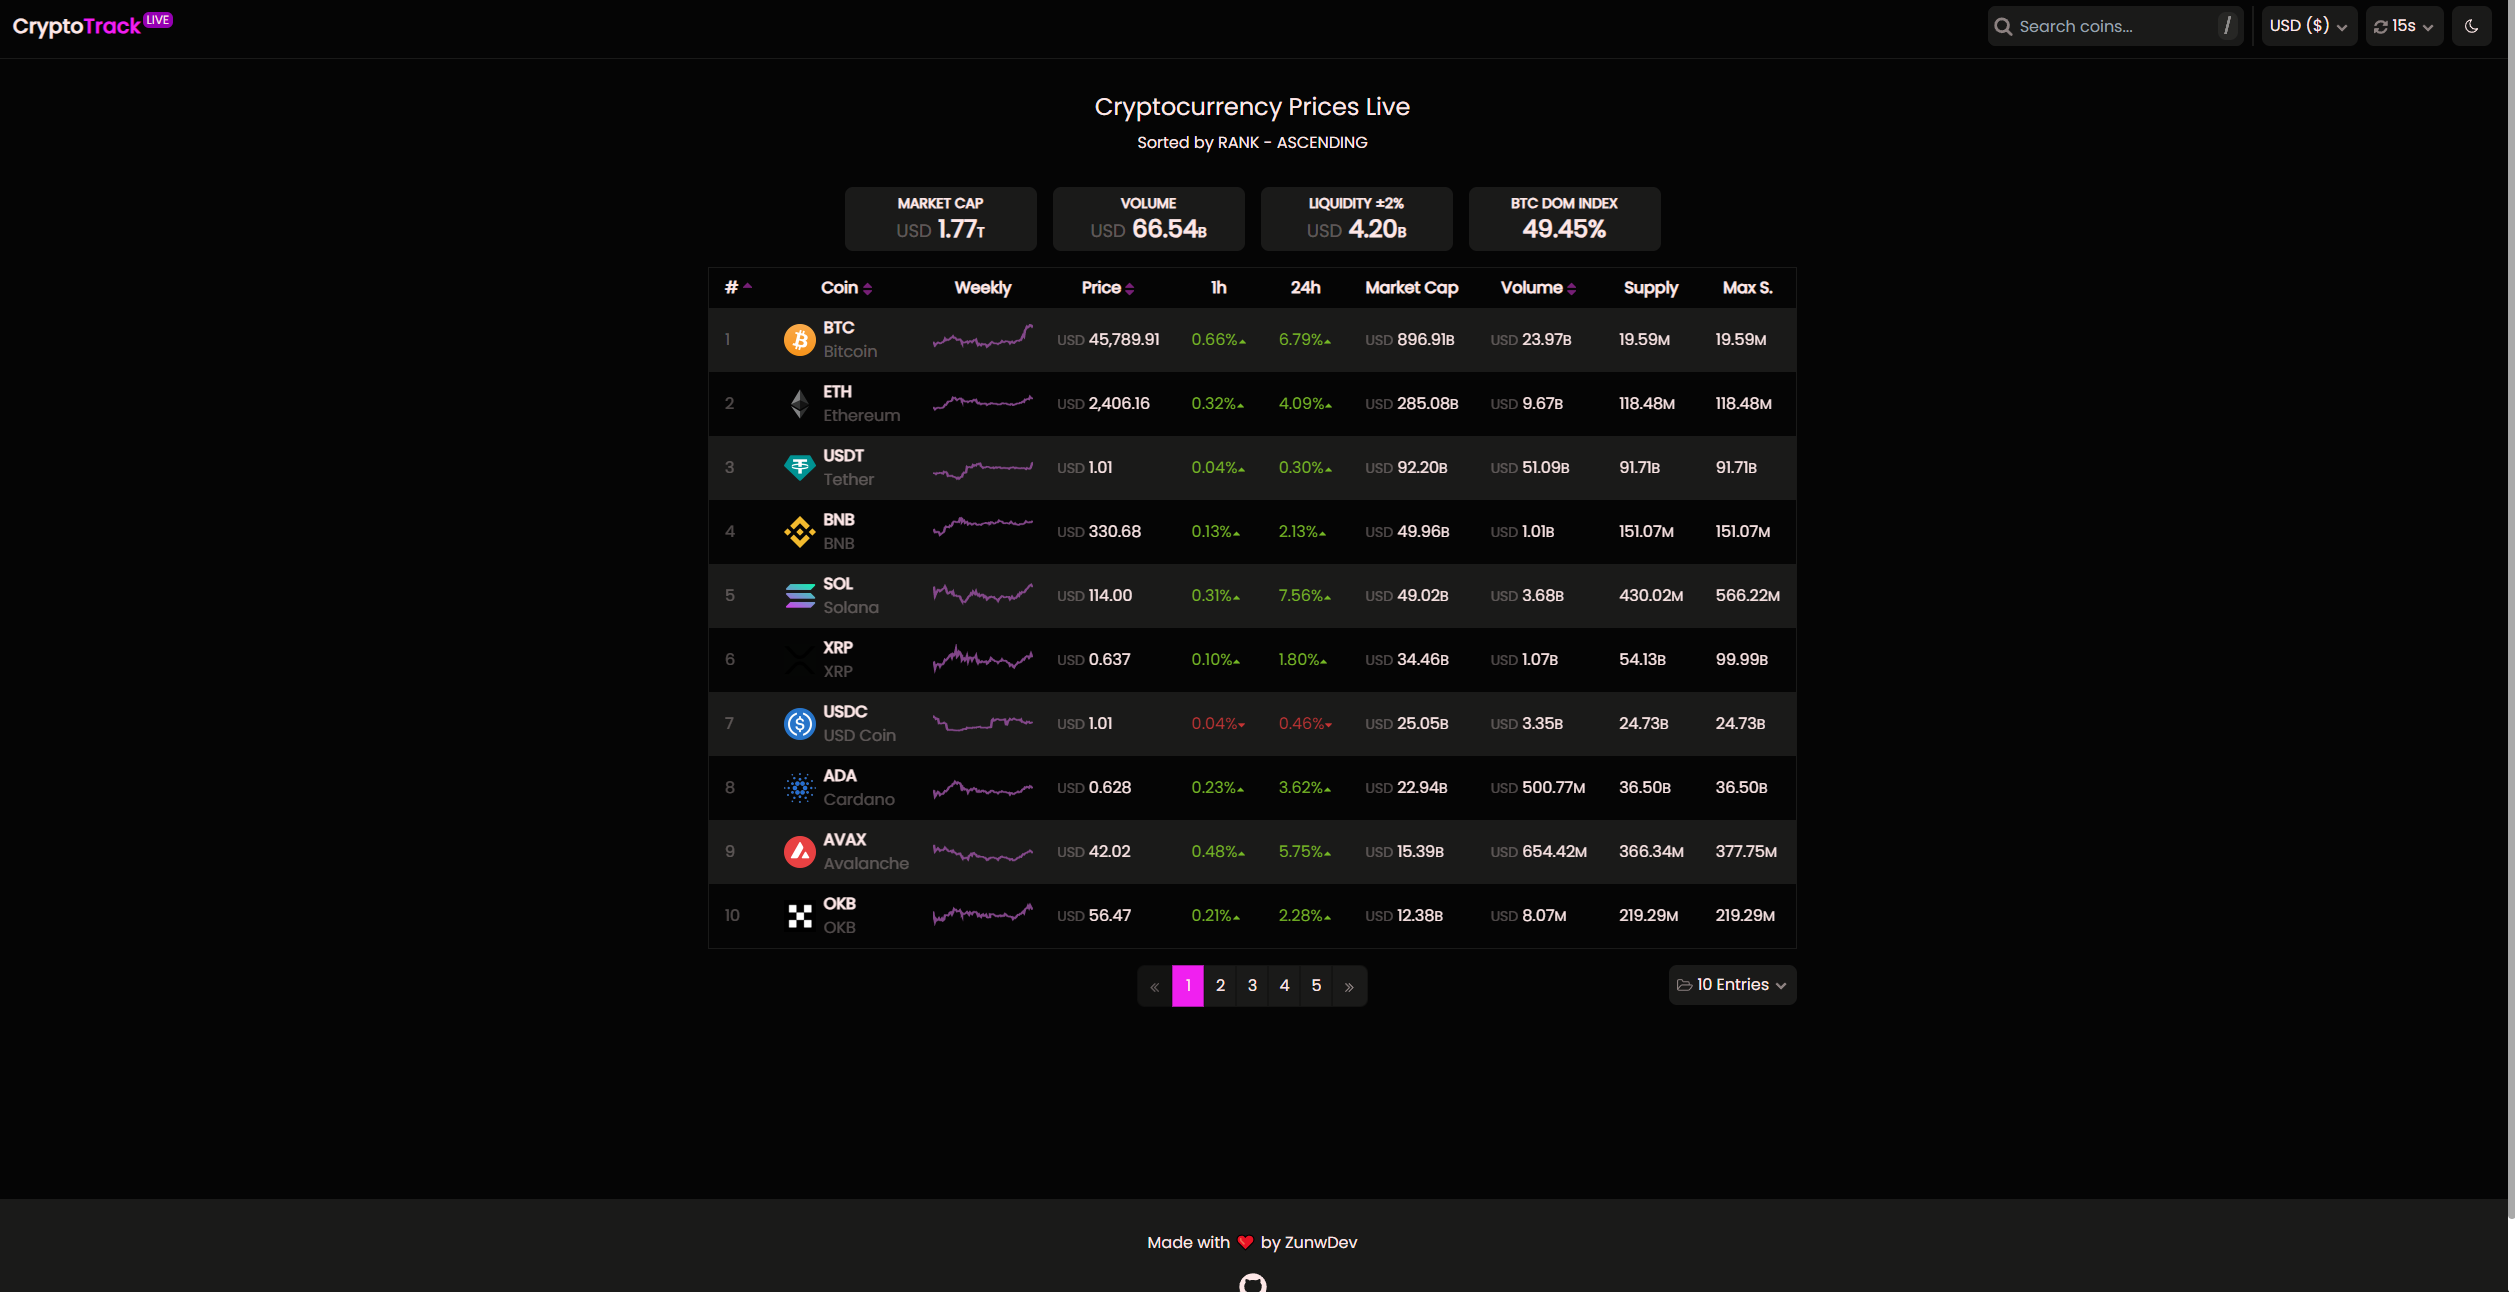 CryptoTrack LIVE
Search coins... / USD ($) 15s
Cryptocurrency Prices Live
Sorted by RANK - ASCENDING
MARKET CAP VOLUME LIQUIDITY ±2% BTC DOM INDEX
USD 1.77T USD 66.54B USD 4.20B 49.45%
# Coin Weekly Price 1h 24h Market Cap Volume Supply Max S.
1 BTC USD 45,789.91 0.66% 6.79% USD 896.91B USD 23.97B 19.59M 19.59M
Bitcoin
2 ETH USD 2,406.16 0.32% 4.09% USD 285.08B USD 9.67B 118.48M 118.48M
Ethereum
3 USDT USD 1.01 0.04% 0.30% USD 92.20B USD 51.09B 91.71B 91.71B
Tether
4 BNB USD 330.68 0.13% 2.13% USD 49.96B USD 1.01B 151.07M 151.07M
BNB
5 SOL USD 114.00 0.31% 7.56% USD 49.02B USD 3.68B 430.02M 566.22M
Solana
6 XRP USD 0.637 0.10% 1.80% USD 34.46B USD 1.07B 54.13B 99.99B
XRP
7 USDC USD 1.01 0.04% 0.46% USD 25.05B USD 3.35B 24.73B 24.73B
USD Coin
8 ADA USD 0.628 0.23% 3.62% USD 22.94B USD 500.77M 36.50B 36.50B
Cardano
9 AVAX USD 42.02 0.48% 5.75% USD 15.39B USD 654.42M 366.34M 377.75M
Avalanche
10 OKB USD 56.47 0.21% 2.28% USD 12.38B USD 8.07M 219.29M 219.29M
OKB
« 1 2 3 4 5 » 10 Entries
Made with ❤ by ZunwDev